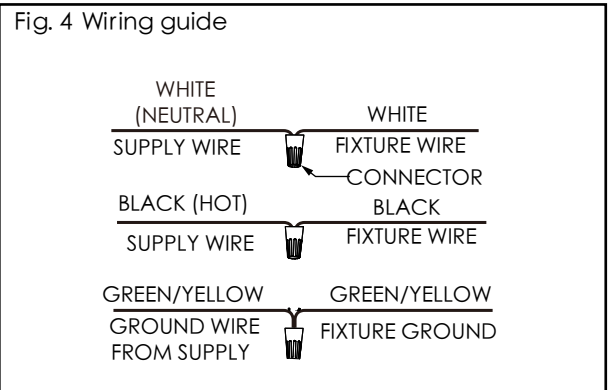 Fig. 4 Wiring guide
WHITE
(NEUTRAL)
WHITE
SUPPLY WIRE
FIXTURE WIRE
CONNECTOR
BLACK (HOT)
BLACK
SUPPLY WIRE
FIXTURE WIRE
GREEN/YELLOW
GREEN/YELLOW
GROUND WIRE
FROM SUPPLY
FIXTURE GROUND